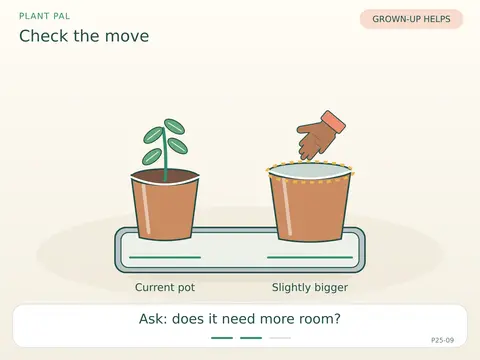 PLANT PAL
GROWN-UP HELPS
Check the move
Current pot
Slightly bigger
Ask: does it need more room?
P25-09